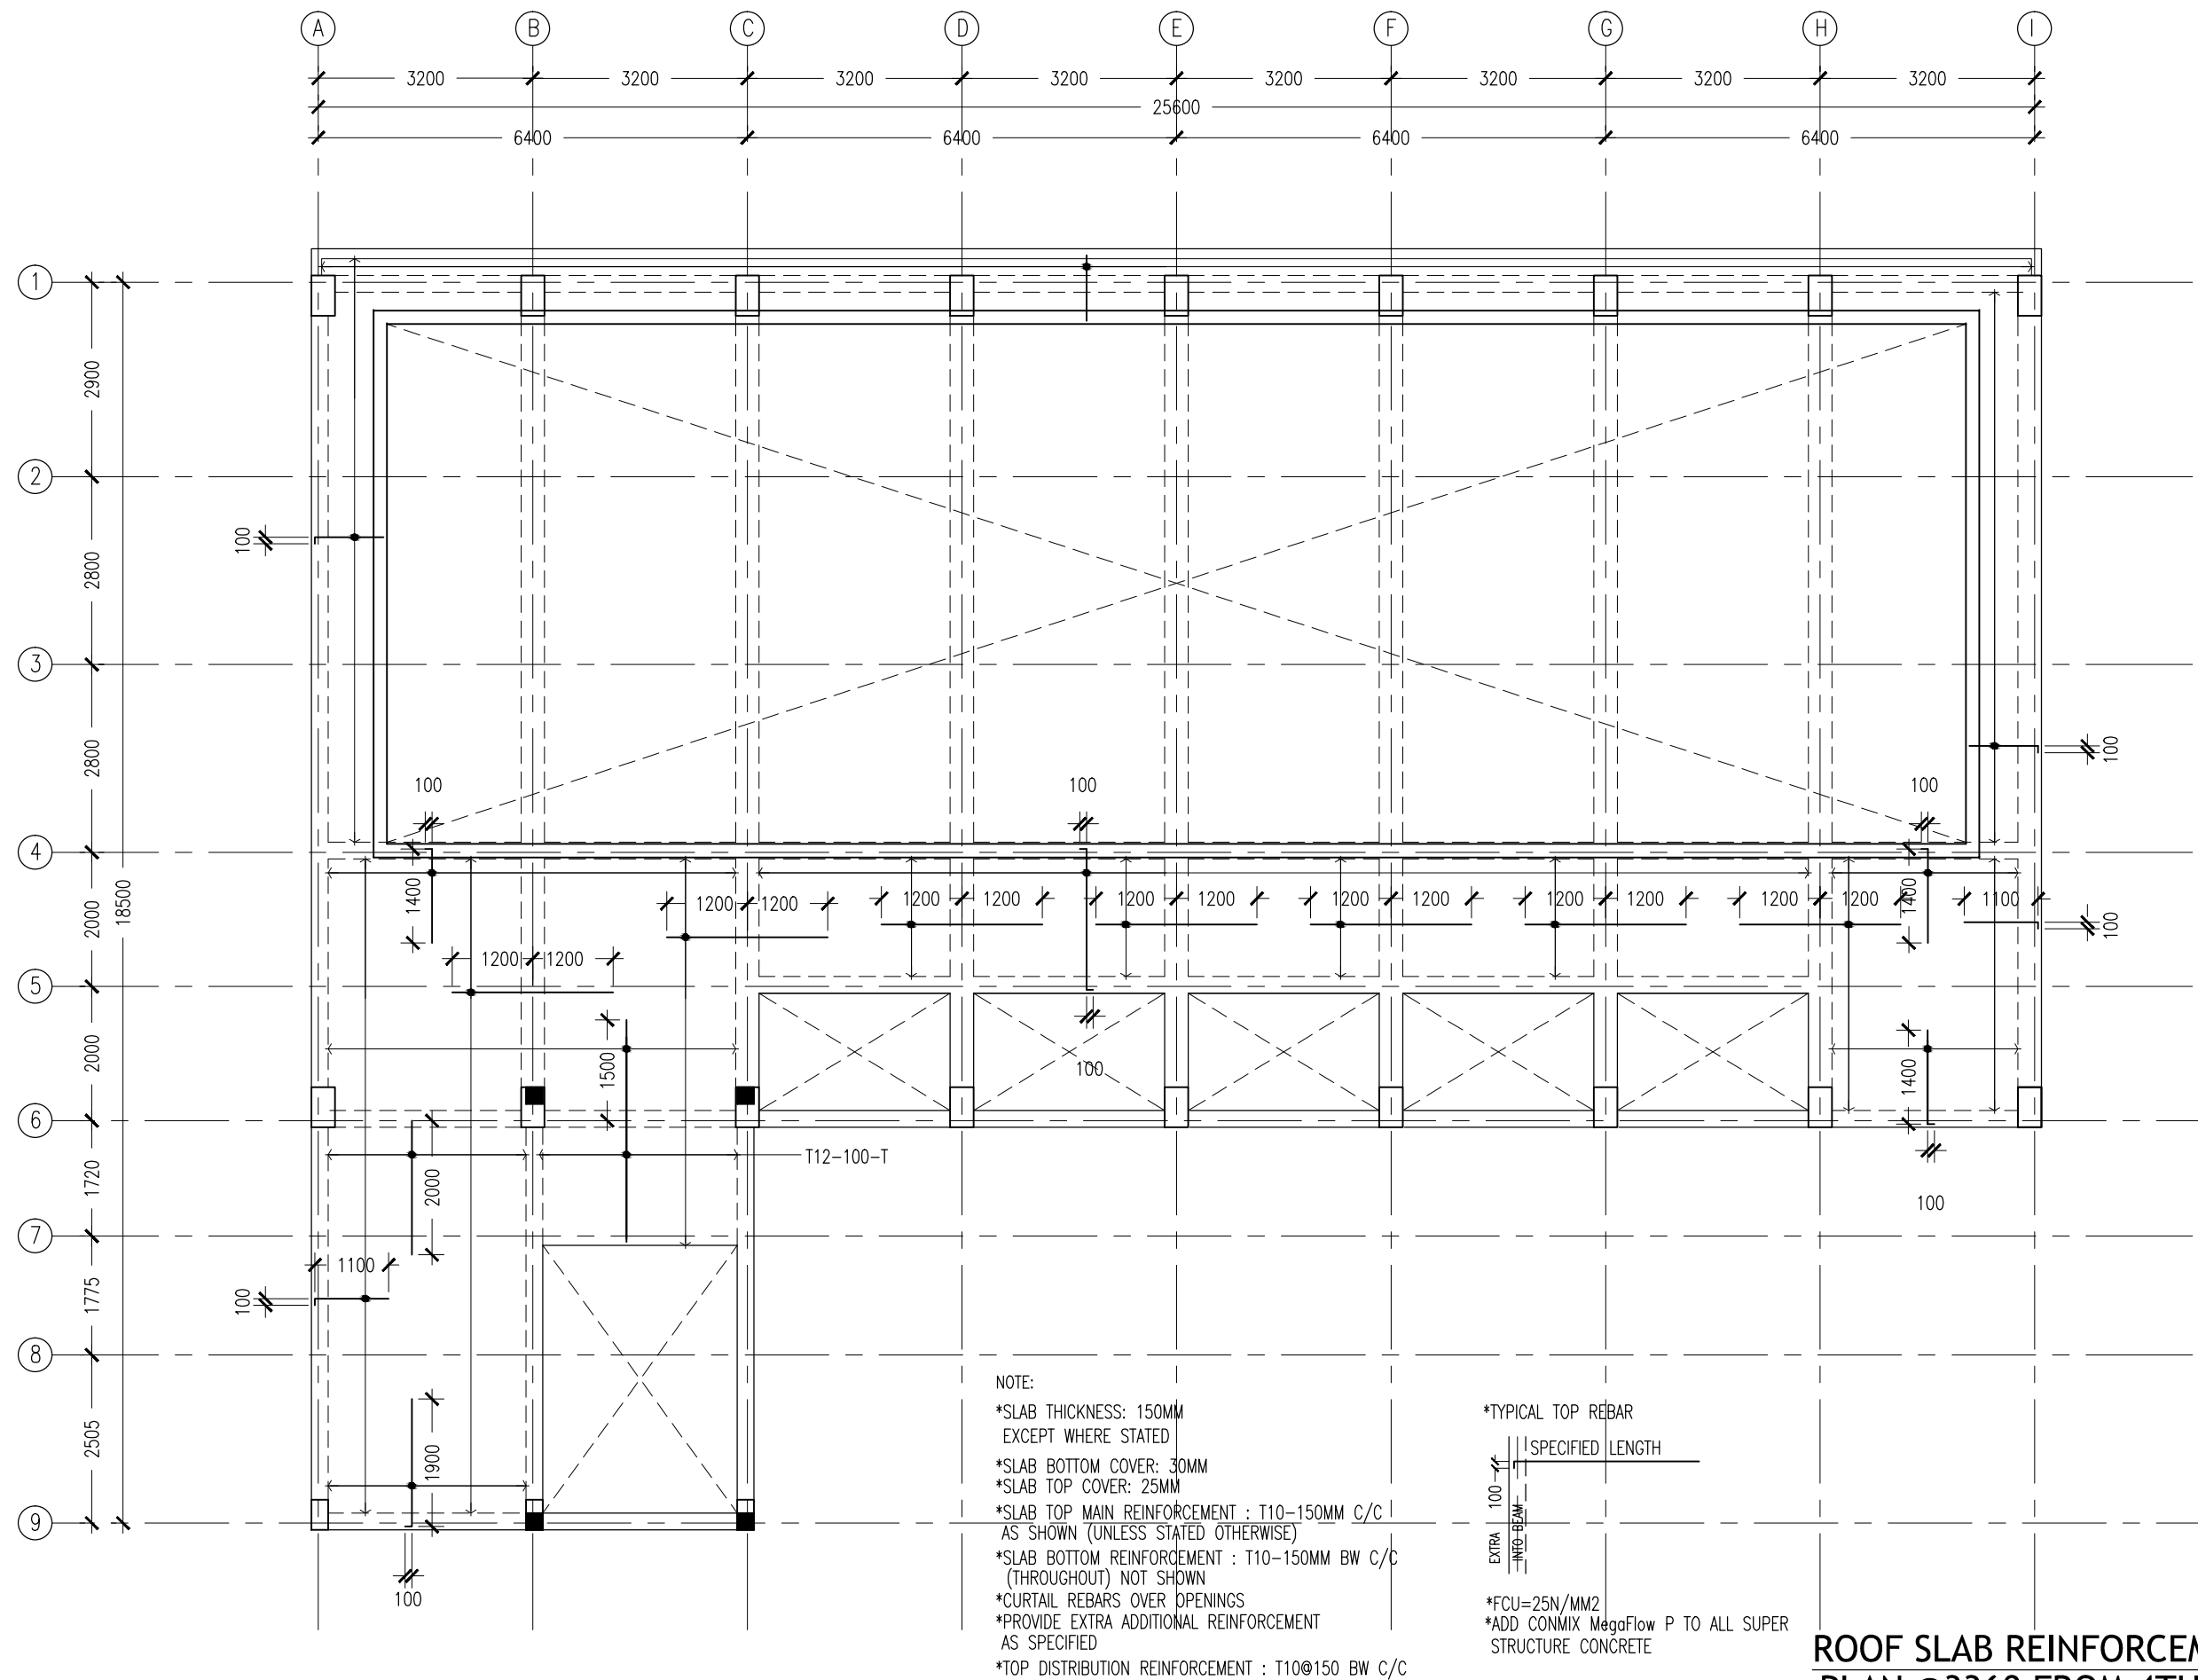 A B C D E F G H I
3200 3200 3200 3200 3200 3200 3200 3200
25600
6400 6400 6400 6400
1
2900
2
100
2800
3
2800
100
100 100 100
4
1400
2000
18500
1200 1200
1200 1200
1200 1200
1200 1200
1200 1200
1200 1200
1400
1100
100
1200 1200
5
2000
1500
100
1400
6
T12-100-T
1720
2000
100
7
1100
1775
100
8
2505
1900
9
100
NOTE:
*SLAB THICKNESS: 150MM
EXCEPT WHERE STATED
*SLAB BOTTOM COVER: 30MM
*SLAB TOP COVER: 25MM
*SLAB TOP MAIN REINFORCEMENT : T10-150MM C/C
AS SHOWN (UNLESS STATED OTHERWISE)
*SLAB BOTTOM REINFORCEMENT : T10-150MM BW C/C
(THROUGHOUT) NOT SHOWN
*CURTAIL REBARS OVER OPENINGS
*PROVIDE EXTRA ADDITIONAL REINFORCEMENT
AS SPECIFIED
*TOP DISTRIBUTION REINFORCEMENT : T10@150 BW C/C
*TYPICAL TOP REBAR
SPECIFIED LENGTH
100
EXTRA
INTO BEAM
*FCU=25N/MM2
*ADD CONMIX MegaFlow P TO ALL SUPER
STRUCTURE CONCRETE
ROOF SLAB REINFORCEM
PLAN @3360 FROM 4TH